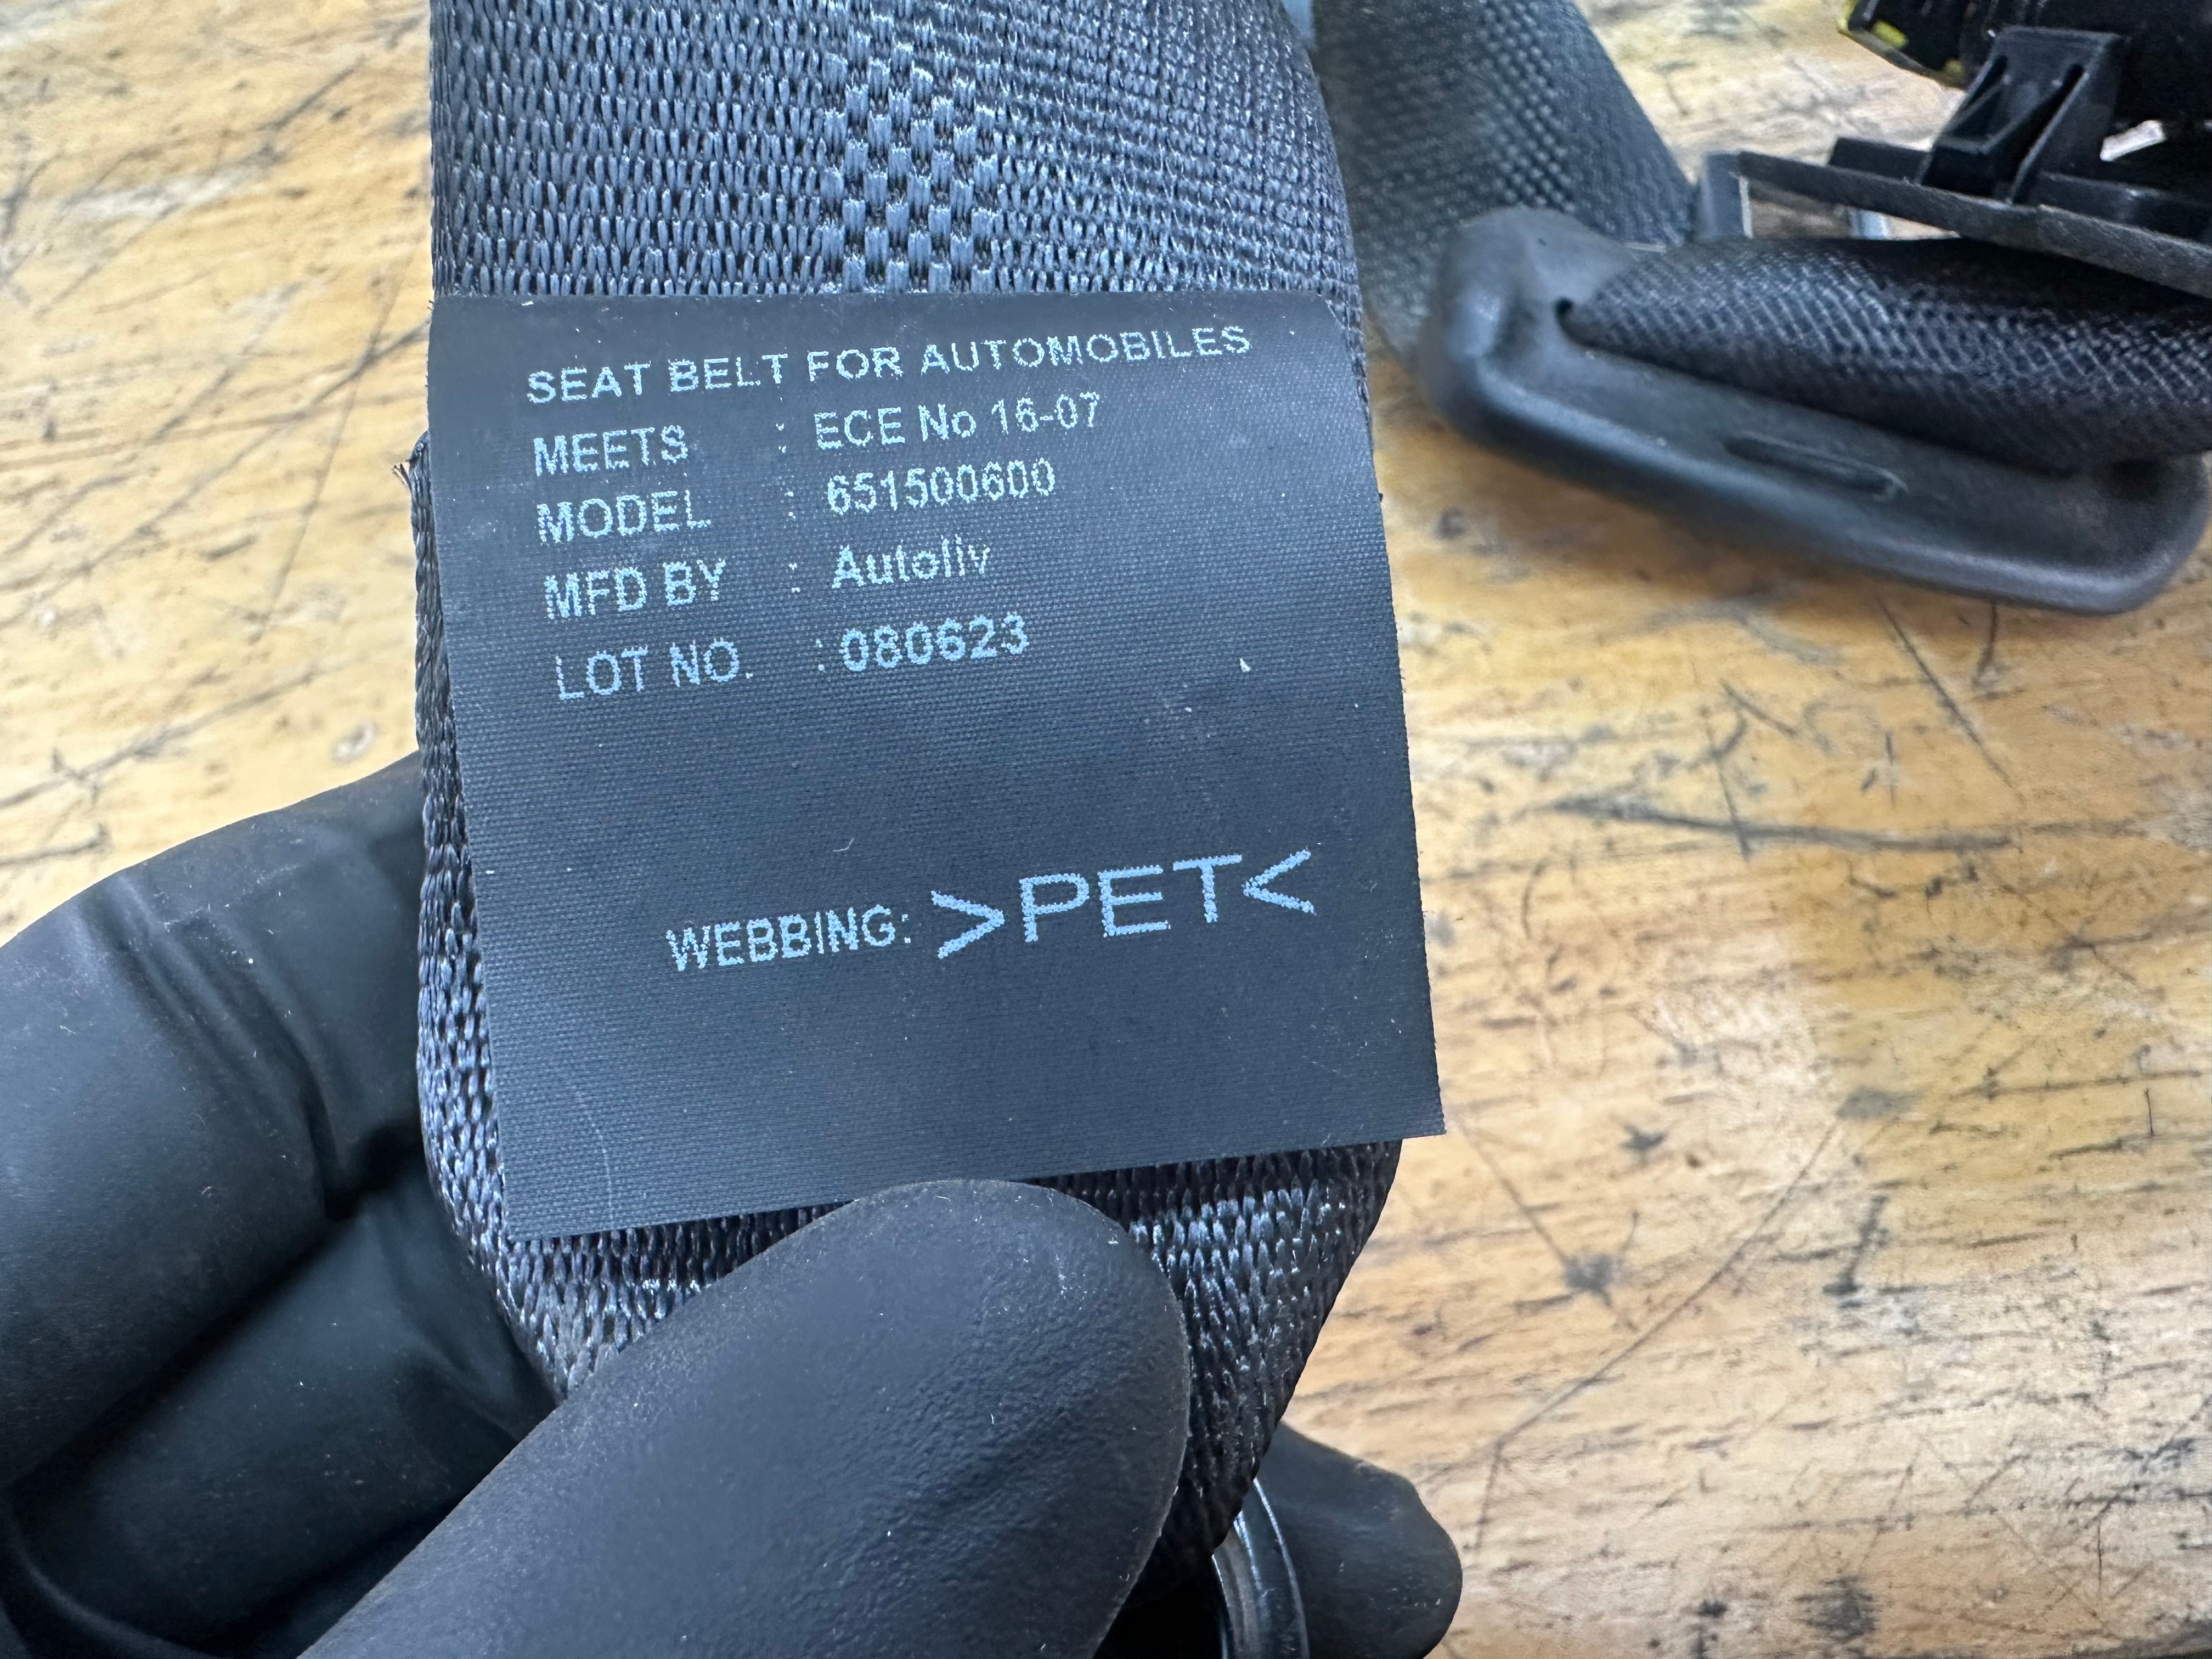 SEAT BELT FOR AUTOMOBILES
MEETS : ECE No 16-07
MODEL : 651500600
MFD BY : Autoliv
LOT NO. : 080623
WEBBING: >PET<